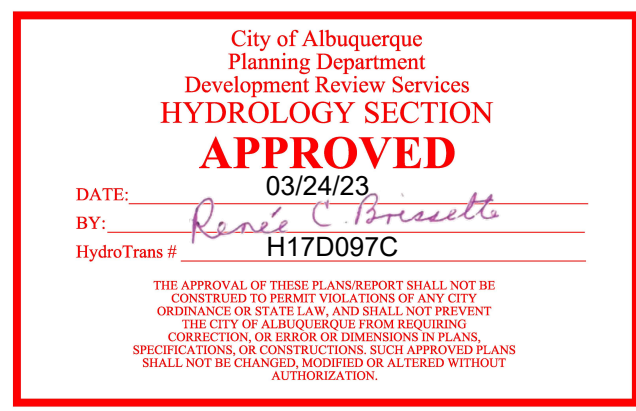 City of Albuquerque
Planning Department
Development Review Services
HYDROLOGY SECTION
APPROVED
DATE: 03/24/23
BY: Renée C. Brissette
HydroTrans # H17D097C
THE APPROVAL OF THESE PLANS/REPORT SHALL NOT BE
CONSTRUED TO PERMIT VIOLATIONS OF ANY CITY
ORDINANCE OR STATE LAW, AND SHALL NOT PREVENT
THE CITY OF ALBUQUERQUE FROM REQUIRING
CORRECTION, OR ERROR OR DIMENSIONS IN PLANS,
SPECIFICATIONS, OR CONSTRUCTIONS. SUCH APPROVED PLANS
SHALL NOT BE CHANGED, MODIFIED OR ALTERED WITHOUT
AUTHORIZATION.